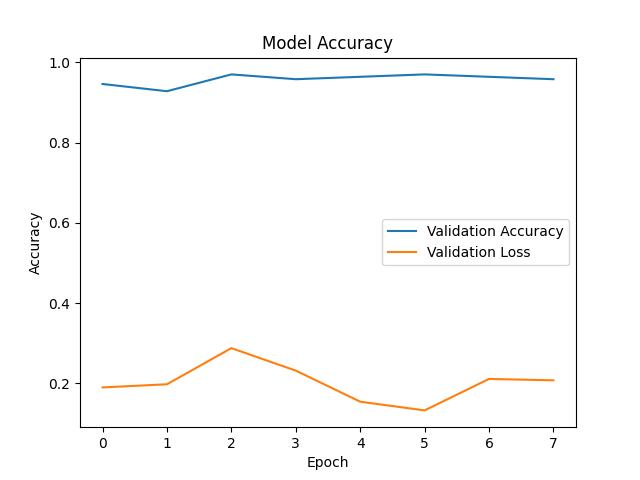 Model Accuracy
1.0
0.8
0.6
0.4
0.2
Accuracy
Validation Accuracy
Validation Loss
0 1 2 3 4 5 6 7
Epoch